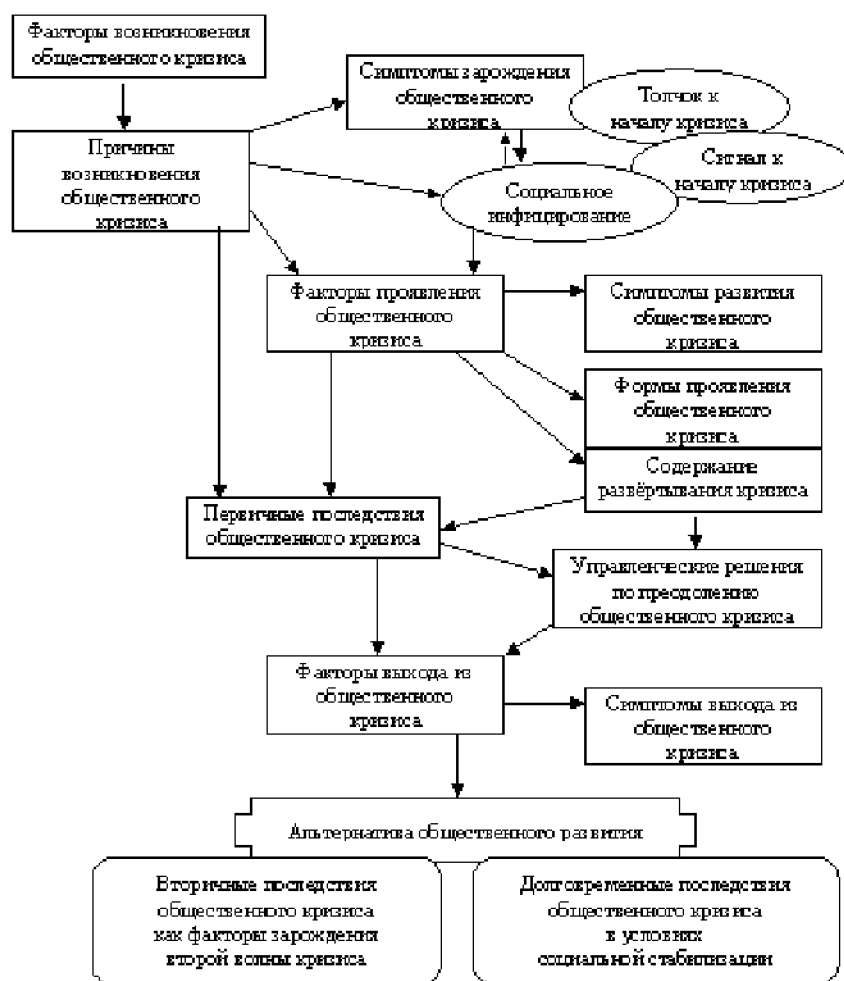 Факторы возникновения
общественного кризиса
Симптомы зарождения
общественного
кризиса
Толчок к
началу кризиса
Причины
возникновения
общественного
кризиса
Сигнал к
началу кризиса
Социальное
инфицирование
Факторы проявления
общественного
кризиса
Симптомы развития
общественного
кризиса
Формы проявления
общественного
кризиса
Содержание
развёртывания кризиса
Первичные последствия
общественного кризиса
Управленческие решения
по преодолению
общественного кризиса
Факторы выхода из
общественного
кризиса
Симптомы выхода из
общественного
кризиса
Альтернатива общественного развития
Вторичные последствия
общественного кризиса
как факторы зарождения
второй волны кризиса
Долговременные последствия
общественного кризиса
в условиях
социальной стабилизации